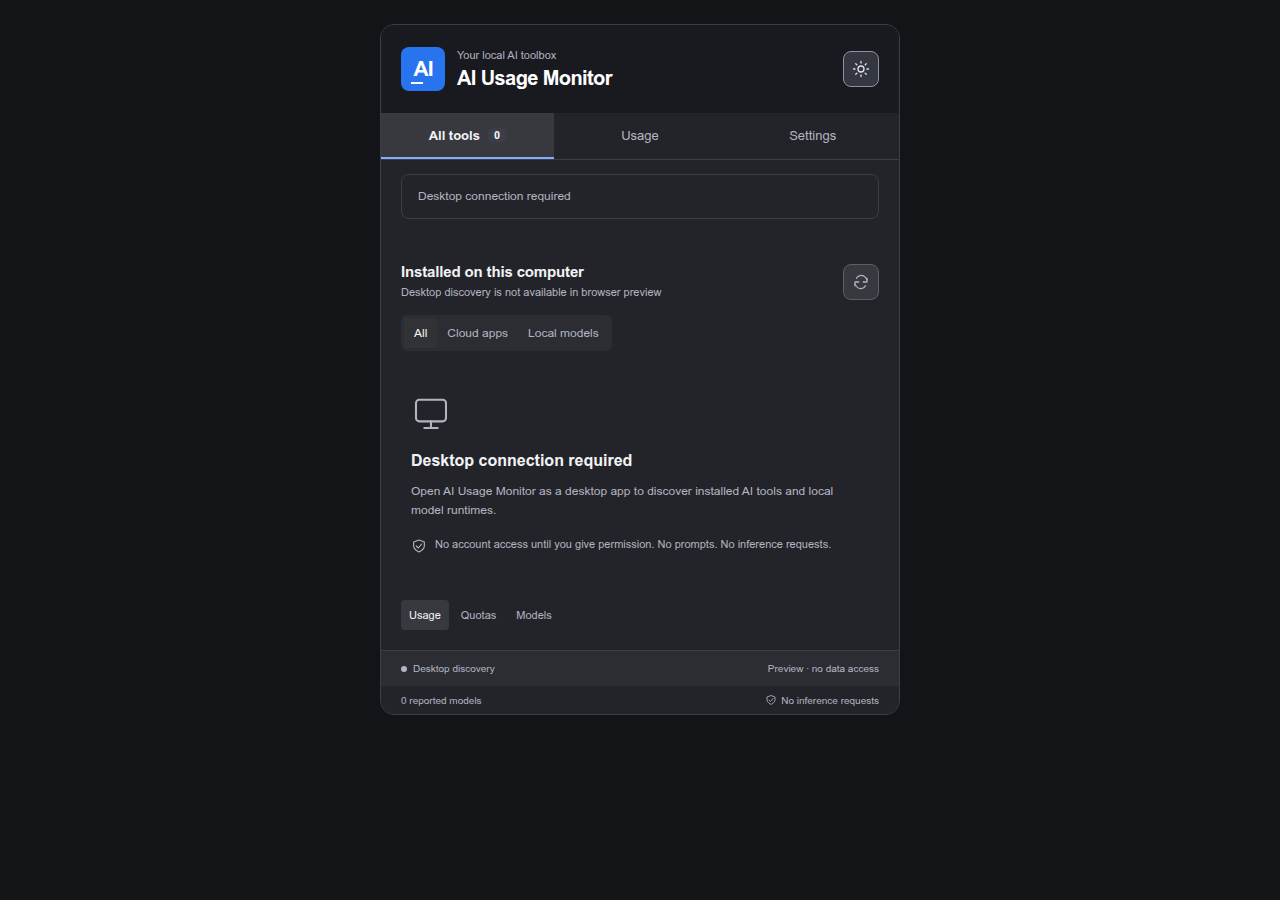 AI
Your local AI toolbox
AI Usage Monitor
All tools 0
Usage
Settings
Desktop connection required
Installed on this computer
Desktop discovery is not available in browser preview
All
Cloud apps
Local models
Desktop connection required
Open AI Usage Monitor as a desktop app to discover installed AI tools and local
model runtimes.
No account access until you give permission. No prompts. No inference requests.
Usage
Quotas
Models
Desktop discovery
Preview · no data access
0 reported models
No inference requests